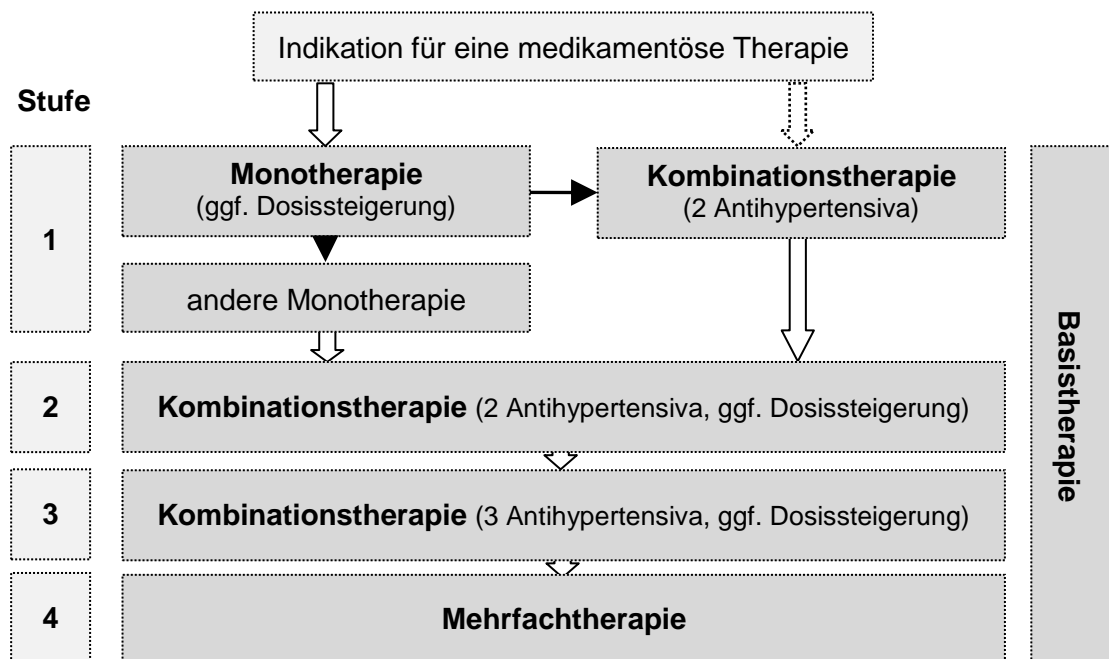 Indikation für eine medikamentöse Therapie
Stufe
1
Monotherapie
(ggf. Dosissteigerung)
Kombinationstherapie
(2 Antihypertensiva)
andere Monotherapie
2
Kombinationstherapie (2 Antihypertensiva, ggf. Dosissteigerung)
3
Kombinationstherapie (3 Antihypertensiva, ggf. Dosissteigerung)
4
Mehrfachtherapie
Basistherapie